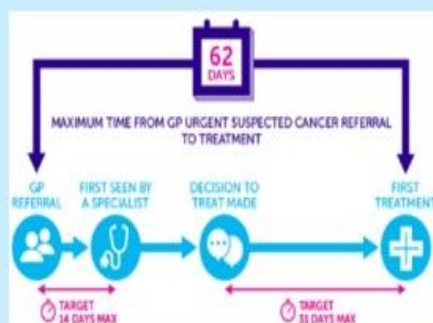 62
DAYS
MAXIMUM TIME FROM GP URGENT SUSPECTED CANCER REFERRAL
TO TREATMENT
GP
REFERRAL
FIRST SEEN BY
A SPECIALIST
DECISION TO
TREAT MADE
FIRST
TREATMENT
TARGET
14 DAYS MAX
TARGET
31 DAYS MAX